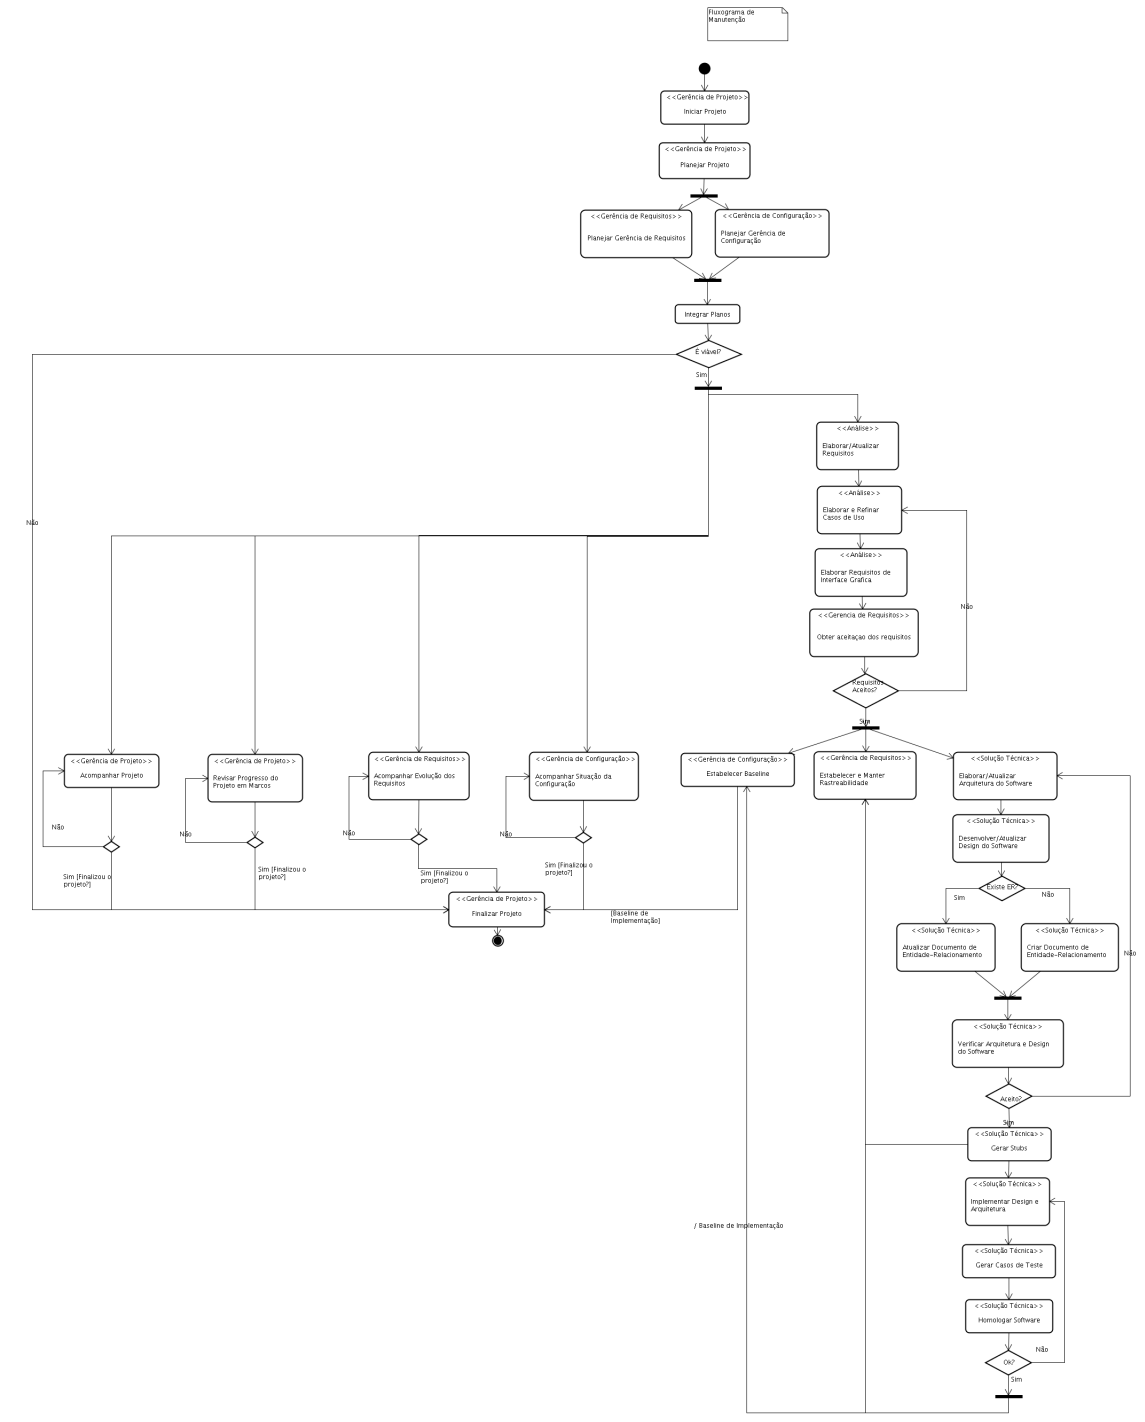 Fluxograma de
Manutenção
<<Gerência de Projeto>>
Iniciar Projeto
<<Gerência de Projeto>>
Planejar Projeto
<<Gerência de Requisitos>>
Planejar Gerência de Requisitos
<<Gerência de Configuração>>
Planejar Gerência de
Configuração
Integrar Planos
É viável?
Sim
Não
<<Análise>>
Elaborar/Atualizar
Requisitos
<<Análise>>
Elaborar e Refinar
Casos de Uso
<<Análise>>
Elaborar Requisitos de
Interface Grafica
<<Gerencia de Requisitos>>
Obter aceitaçao dos requisitos
Não
Requisitos
Aceitos?
Sim
<<Gerência de Projeto>>
Acompanhar Projeto
Não
Sim [Finalizou o
projeto?]
<<Gerência de Projeto>>
Revisar Progresso do
Projeto em Marcos
Não
Sim [Finalizou o
projeto?]
<<Gerência de Requisitos>>
Acompanhar Evolução dos
Requisitos
Não
Sim [Finalizou o
projeto?]
<<Gerência de Configuração>>
Acompanhar Situação da
Configuração
Não
Sim [Finalizou o
projeto?]
<<Gerência de Configuração>>
Estabelecer Baseline
<<Gerência de Requisitos>>
Estabelecer e Manter
Rastreabilidade
<<Solução Técnica>>
Elaborar/Atualizar
Arquitetura do Software
<<Solução Técnica>>
Desenvolver/Atualizar
Design do Software
Existe ER?
Sim
Não
<<Gerência de Projeto>>
Finalizar Projeto
[Baseline de
Implementação]
<<Solução Técnica>>
Atualizar Documento de
Entidade-Relacionamento
<<Solução Técnica>>
Criar Documento de
Entidade-Relacionamento
Não
<<Solução Técnica>>
Verificar Arquitetura e Design
do Software
Aceito?
Sim
<<Solução Técnica>>
Gerar Stubs
<<Solução Técnica>>
Implementar Design e
Arquitetura
/ Baseline de Implementação
<<Solução Técnica>>
Gerar Casos de Teste
<<Solução Técnica>>
Homologar Software
Não
Ok?
Sim